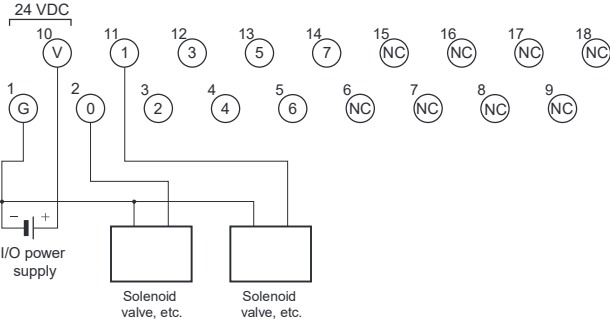 24 VDC
10 11 12 13 14 15 16 17 18
V 1 3 5 7 NC NC NC NC
1 2 3 4 5 6 7 8 9
G 0 2 4 6 NC NC NC NC
− +
I/O power
supply
Solenoid
valve, etc.
Solenoid
valve, etc.